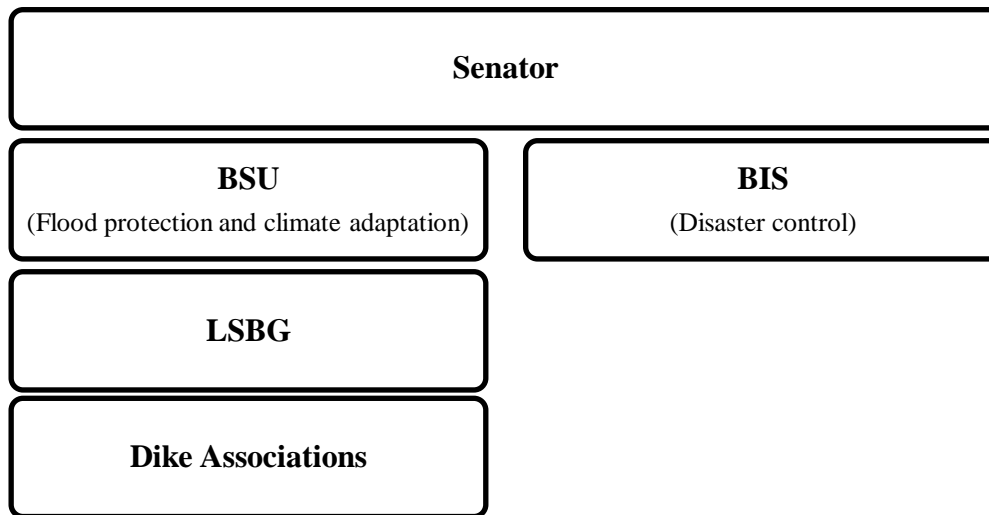 Senator
BSU
(Flood protection and climate adaptation)
BIS
(Disaster control)
LSBG
Dike Associations